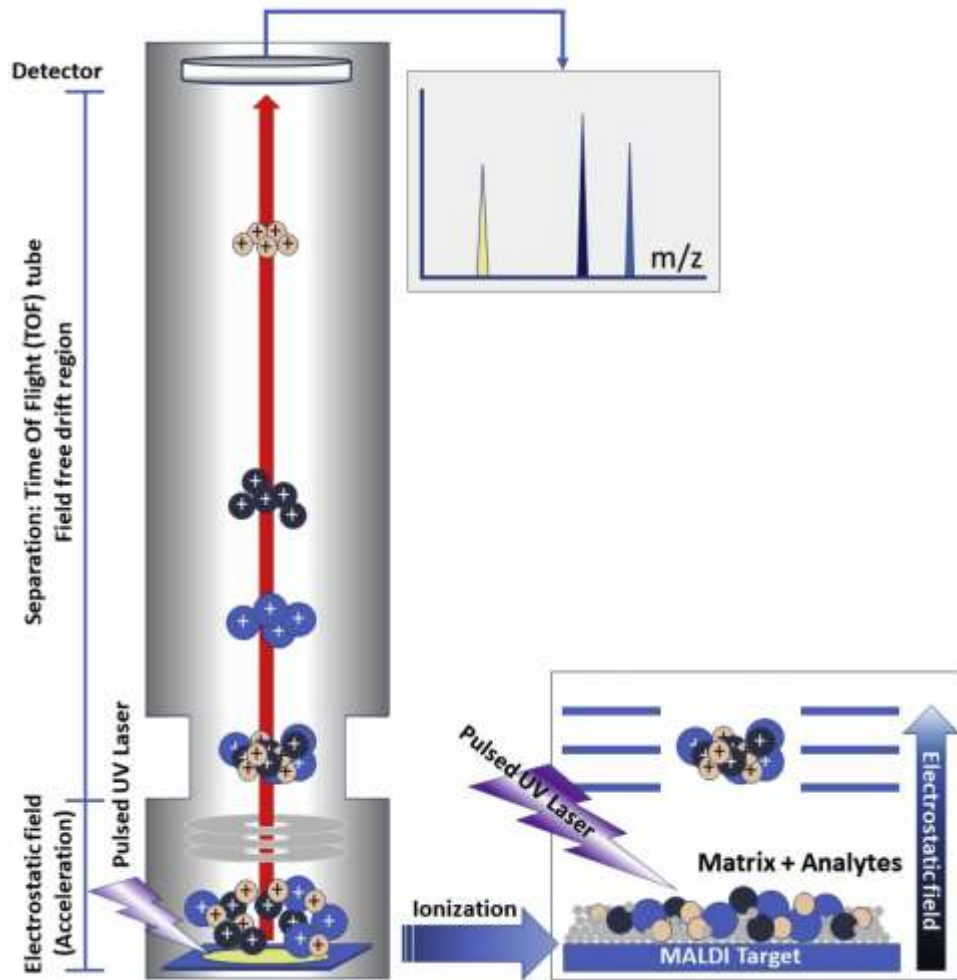 Detector
m/z
Separation: Time Of Flight (TOF) tube
Field free drift region
Pulsed UV Laser
Electrostatic field
(Acceleration)
Ionization
Pulsed UV Laser
Matrix + Analytes
MALDI Target
Electrostatic field
+ + + + +
+ + + + +
+ + + +